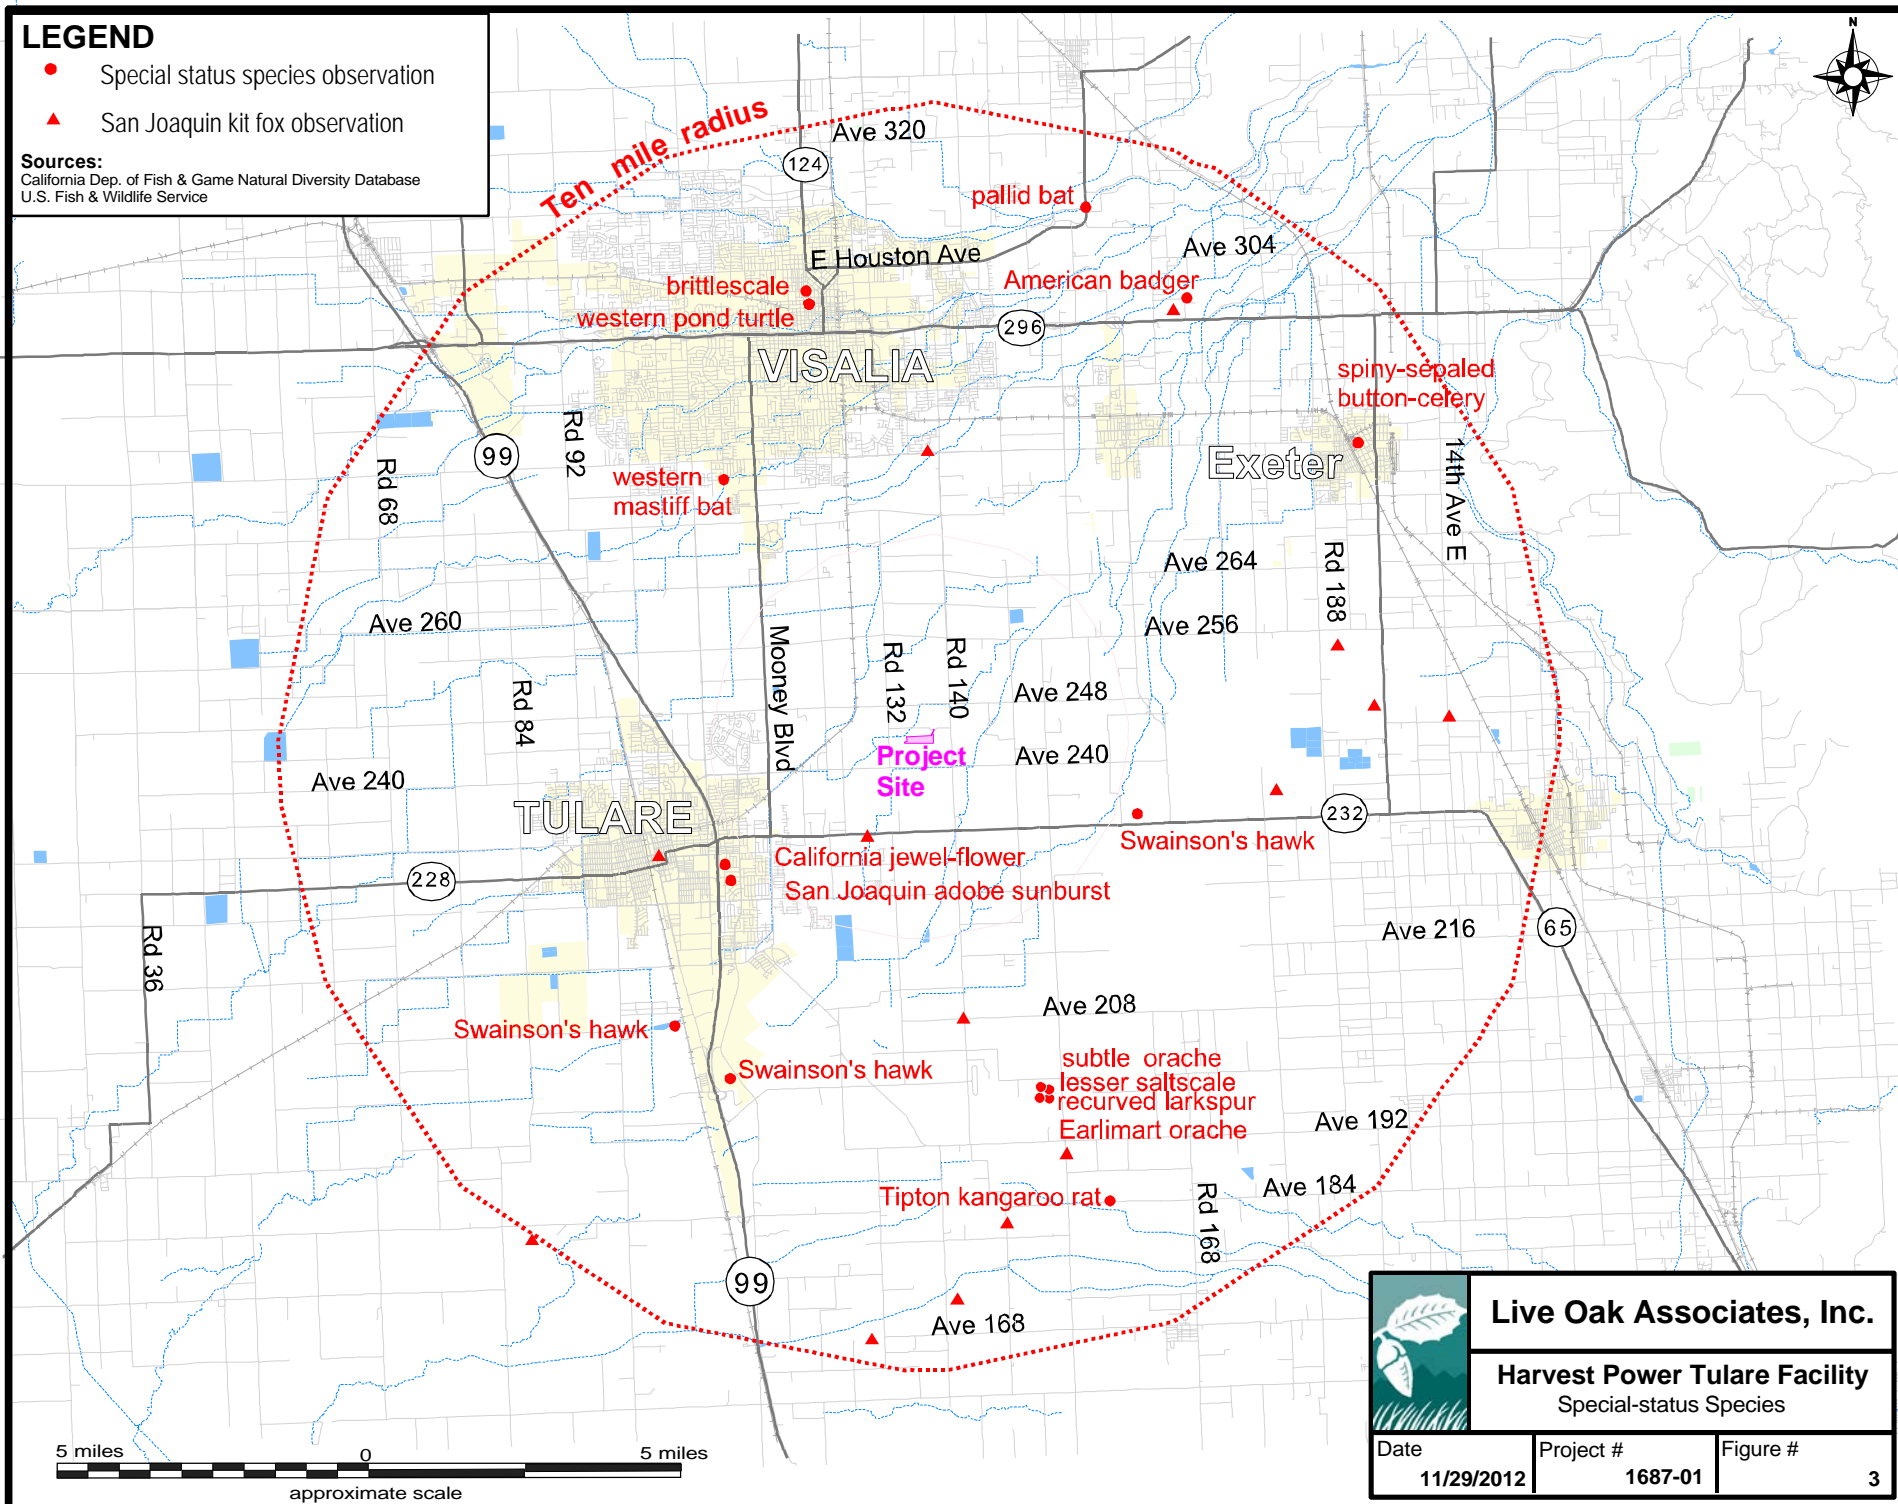 LEGEND
Special status species observation
San Joaquin kit fox observation
Sources:
California Dep. of Fish & Game Natural Diversity Database
U.S. Fish & Wildlife Service
N
Ten mile radius
Ave 320
124
pallid bat
Ave 304
E Houston Ave
American badger
brittlescale
western pond turtle
296
VISALIA
spiny-sepaled
button-celery
Rd 92
99
Rd 68
Exeter
14th Ave E
western
mastiff bat
Ave 264
Rd 188
Ave 260
Ave 256
Mooney Blvd
Rd 132
Rd 140
Rd 84
Ave 248
Project
Site
Ave 240
Ave 240
TULARE
232
Swainson's hawk
California jewel-flower
San Joaquin adobe sunburst
228
Rd 36
Ave 216
65
Ave 208
Swainson's hawk
Swainson's hawk
subtle orache
lesser saltscale
recurved larkspur
Earlimart orache
Ave 192
Ave 184
Tipton kangaroo rat
Rd 168
99
Ave 168
5 miles
0
5 miles
approximate scale
Live Oak Associates, Inc.
Harvest Power Tulare Facility
Special-status Species
Date
11/29/2012
Project #
1687-01
Figure #
3